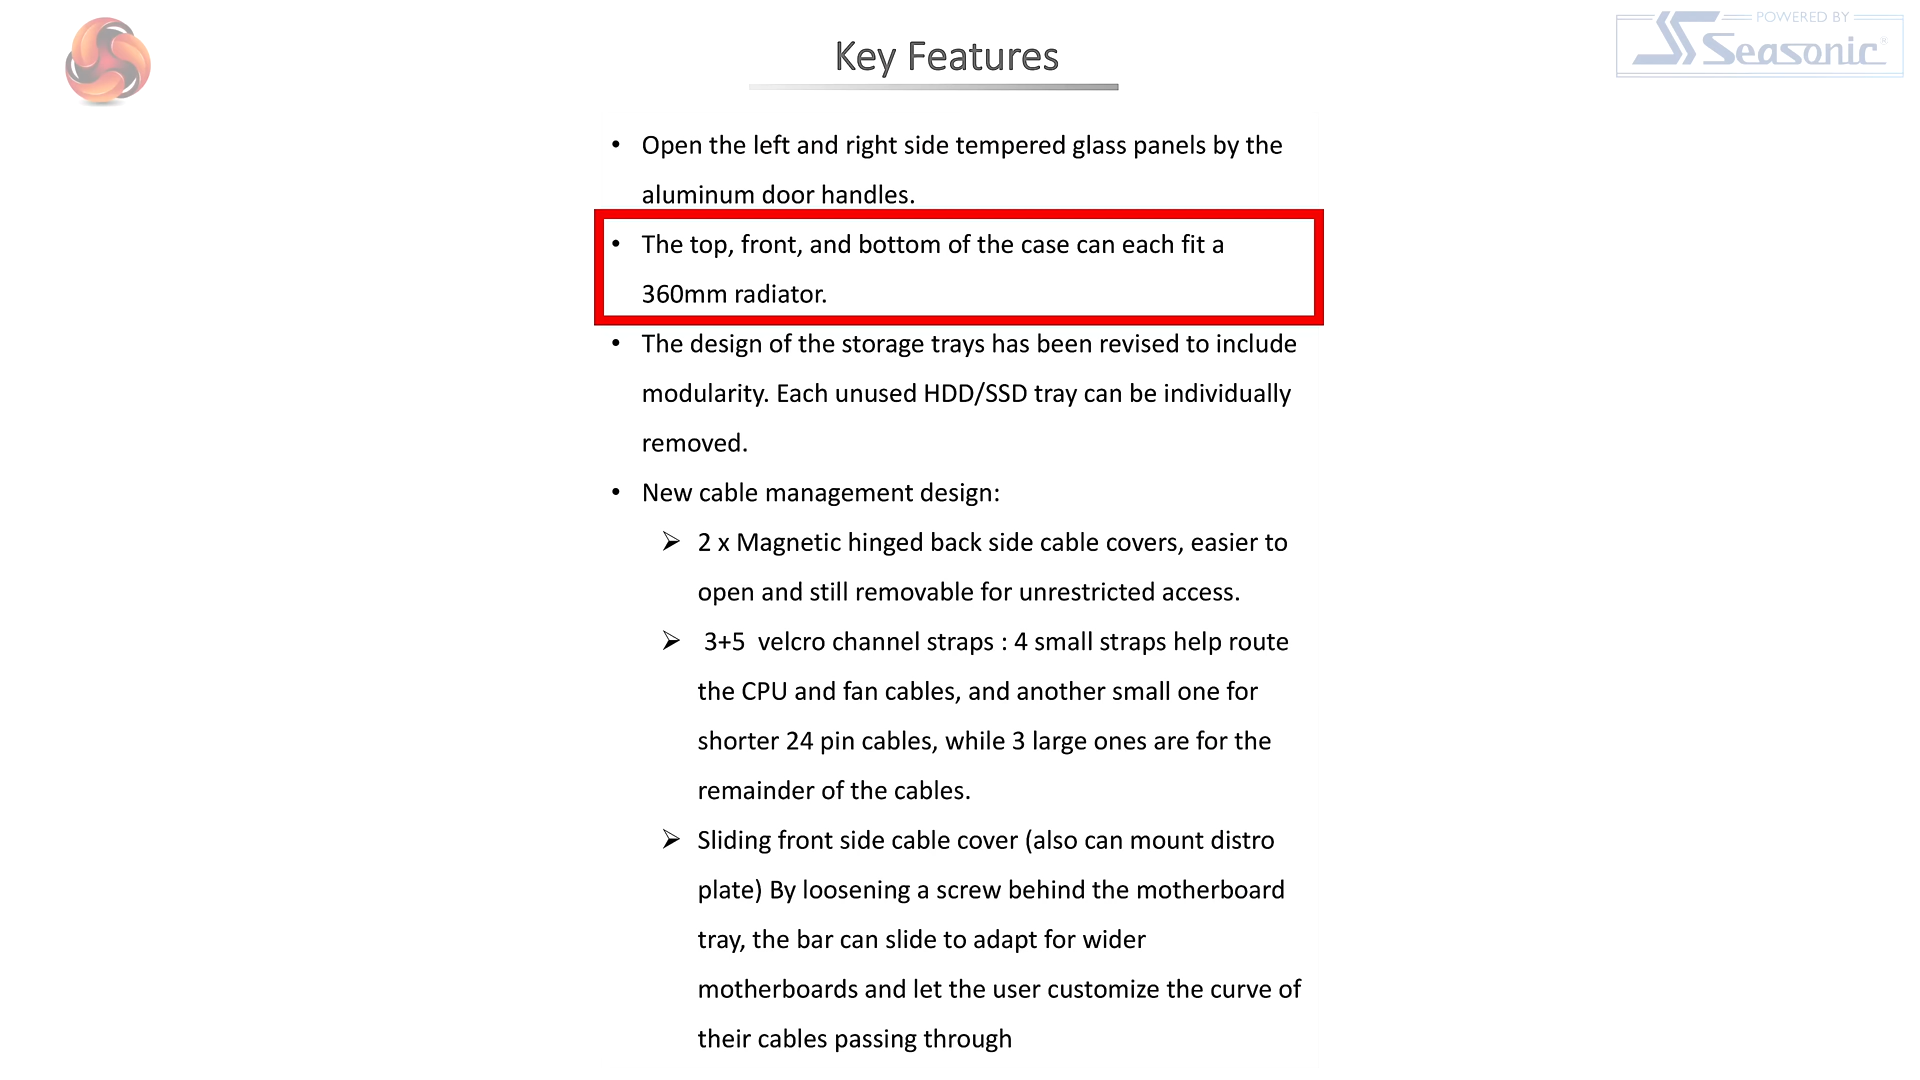 POWERED BY
Seasonic®
Key Features
• Open the left and right side tempered glass panels by the
aluminum door handles.
• The top, front, and bottom of the case can each fit a
360mm radiator.
• The design of the storage trays has been revised to include
modularity. Each unused HDD/SSD tray can be individually
removed.
• New cable management design:
➢ 2 x Magnetic hinged back side cable covers, easier to
open and still removable for unrestricted access.
➢ 3+5  velcro channel straps : 4 small straps help route
the CPU and fan cables, and another small one for
shorter 24 pin cables, while 3 large ones are for the
remainder of the cables.
➢ Sliding front side cable cover (also can mount distro
plate) By loosening a screw behind the motherboard
tray, the bar can slide to adapt for wider
motherboards and let the user customize the curve of
their cables passing through